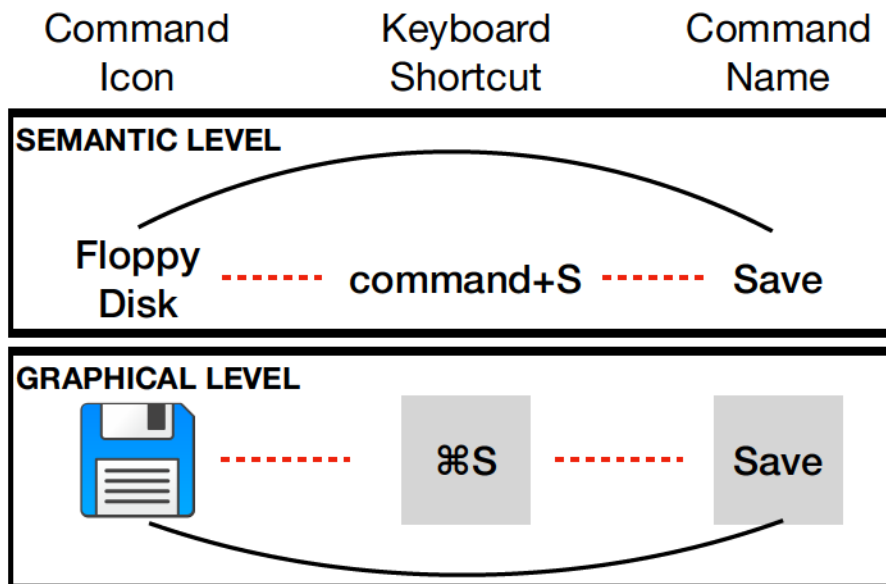 Command Keyboard Command
Icon Shortcut Name
SEMANTIC LEVEL
Floppy
Disk
command+S
Save
GRAPHICAL LEVEL
⌘S
Save